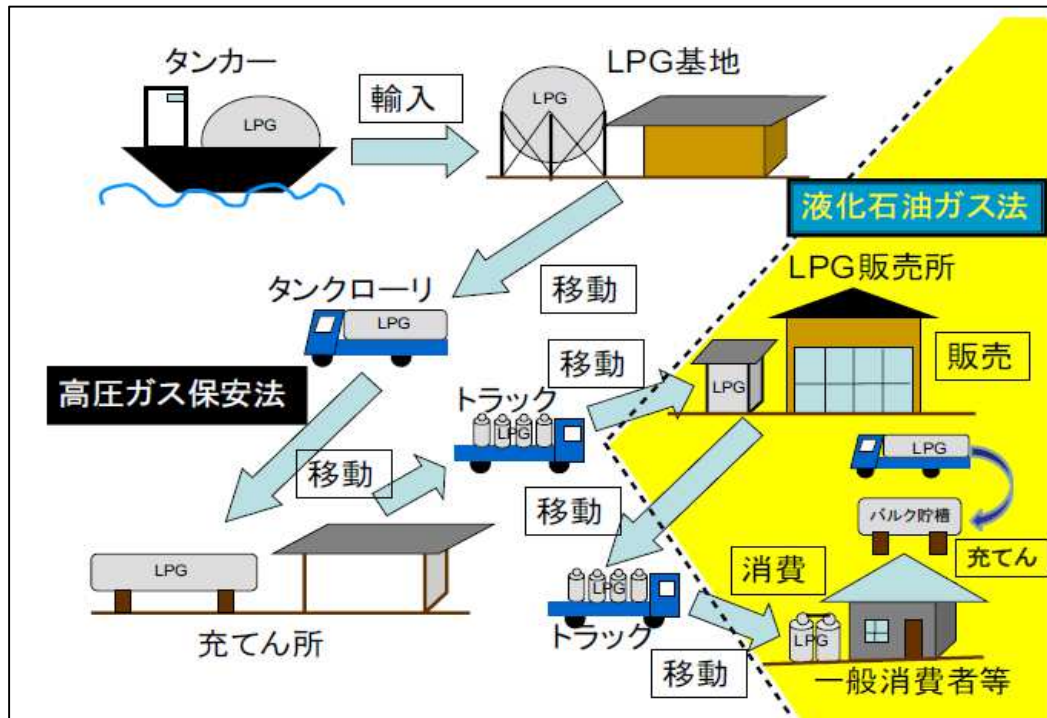 タンカー
LPG
輸入
LPG基地
LPG
液化石油ガス法
移動
タンクローリ
LPG
高圧ガス保安法
LPG販売所
移動
LPG
販売
トラック
LPG
移動
LPG
バルク貯槽
充てん
移動
LPG
充てん所
LPG
トラック
消費
移動
LPG
一般消費者等